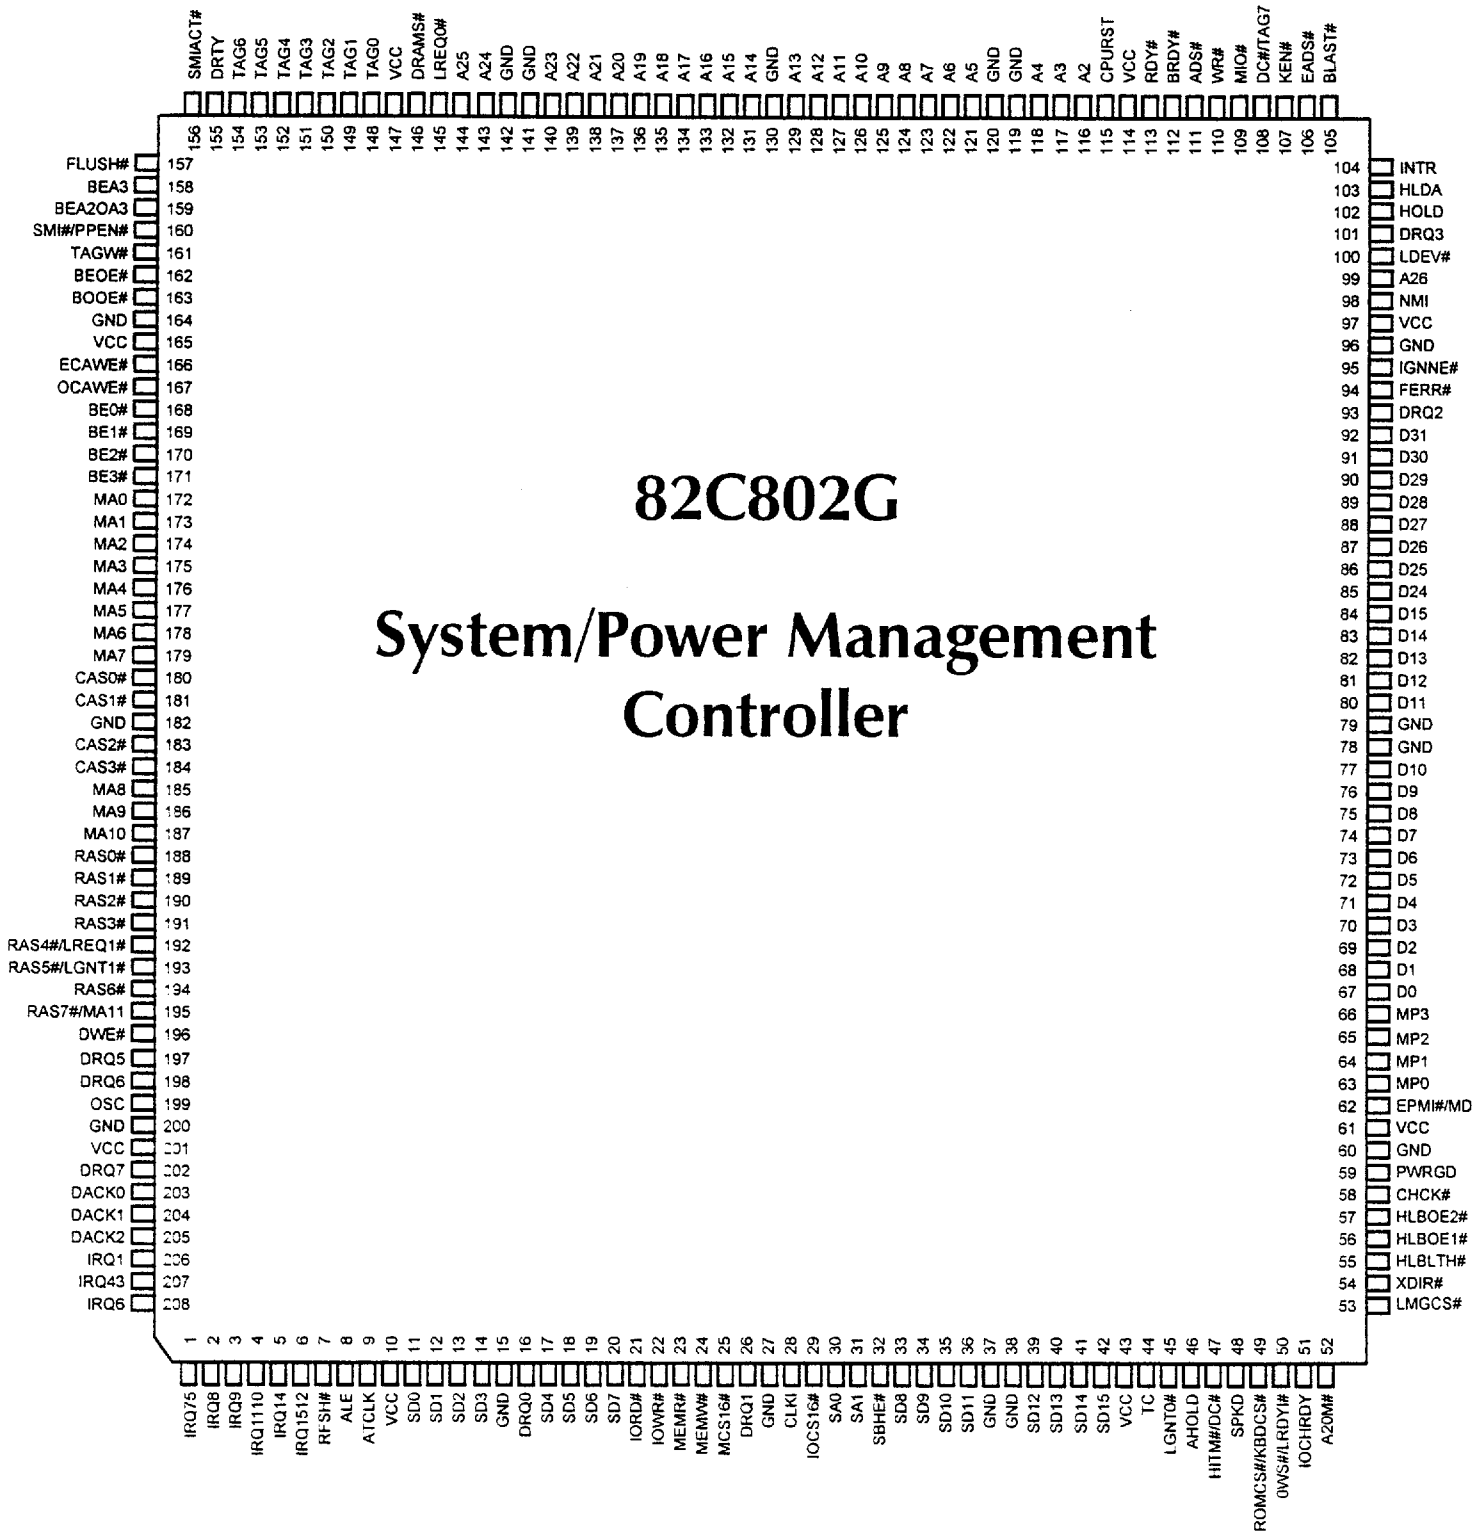 SMIACT# DRTY TAG6 TAG5 TAG4 TAG3 TAG2 TAG1 TAG0 VCC DRAMS# LREQ0# A25 A24 GND GND A23 A22 A21 A20 A19 A18 A17 A16 A15 A14 GND A13 A12 A11 A10 A9 A8 A7 A6 A5 GND GND A4 A3 A2 CPURST VCC RDY# BRDY# ADS# WR# MIO# DC#/TAG7 KEN# EADS# BLAST#
156 155 154 153 152 151 150 149 148 147 146 145 144 143 142 141 140 139 138 137 136 135 134 133 132 131 130 129 128 127 126 125 124 123 122 121 120 119 118 117 116 115 114 113 112 111 110 109 108 107 106 105
FLUSH# 157 104 INTR
BEA3 158 103 HLDA
BEA2OA3 159 102 HOLD
SMI#/PPEN# 160 101 DRQ3
TAGW# 161 100 LDEV#
BEOE# 162 99 A26
BOOE# 163 98 NMI
GND 164 97 VCC
VCC 165 96 GND
ECAWE# 166 95 IGNNE#
OCAWE# 167 94 FERR#
BE0# 168 93 DRQ2
BE1# 169 92 D31
BE2# 170 91 D30
BE3# 171 90 D29
MA0 172 89 D28
MA1 173 88 D27
MA2 174 87 D26
MA3 175 86 D25
MA4 176 85 D24
MA5 177 84 D15
MA6 178 83 D14
MA7 179 82 D13
CAS0# 180 81 D12
CAS1# 181 80 D11
GND 182 79 GND
CAS2# 183 78 GND
CAS3# 184 77 D10
MA8 185 76 D9
MA9 186 75 D8
MA10 187 74 D7
RAS0# 188 73 D6
RAS1# 189 72 D5
RAS2# 190 71 D4
RAS3# 191 70 D3
RAS4#/LREQ1# 192 69 D2
RAS5#/LGNT1# 193 68 D1
RAS6# 194 67 D0
RAS7#/MA11 195 66 MP3
DWE# 196 65 MP2
DRQ5 197 64 MP1
DRQ6 198 63 MP0
OSC 199 62 EPMI#/MD
GND 200 61 VCC
VCC 201 60 GND
DRQ7 202 59 PWRGD
DACK0 203 58 CHCK#
DACK1 204 57 HLBOE2#
DACK2 205 56 HLBOE1#
IRQ1 206 55 HLBLTH#
IRQ43 207 54 XDIR#
IRQ6 208 53 LMGCS#
82C802G
System/Power Management
Controller
1 2 3 4 5 6 7 8 9 10 11 12 13 14 15 16 17 18 19 20 21 22 23 24 25 26 27 28 29 30 31 32 33 34 35 36 37 38 39 40 41 42 43 44 45 46 47 48 49 50 51 52
IRQ75 IRQ8 IRQ9 IRQ1110 IRQ14 IRQ1512 RFSH# ALE ATCLK VCC SD0 SD1 SD2 SD3 GND DRQ0 SD4 SD5 SD6 SD7 IORD# IOWR# MEMR# MEMW# MCS16# DRQ1 GND CLKI IOCS16# SA0 SA1 SBHE# SD8 SD9 SD10 SD11 GND GND SD12 SD13 SD14 SD15 VCC TC LGNT0# AHOLD HITM#/DC# SPKD ROMCS#/KBDCS# 0WS#/LRDYI# IOCHRDY A20M#